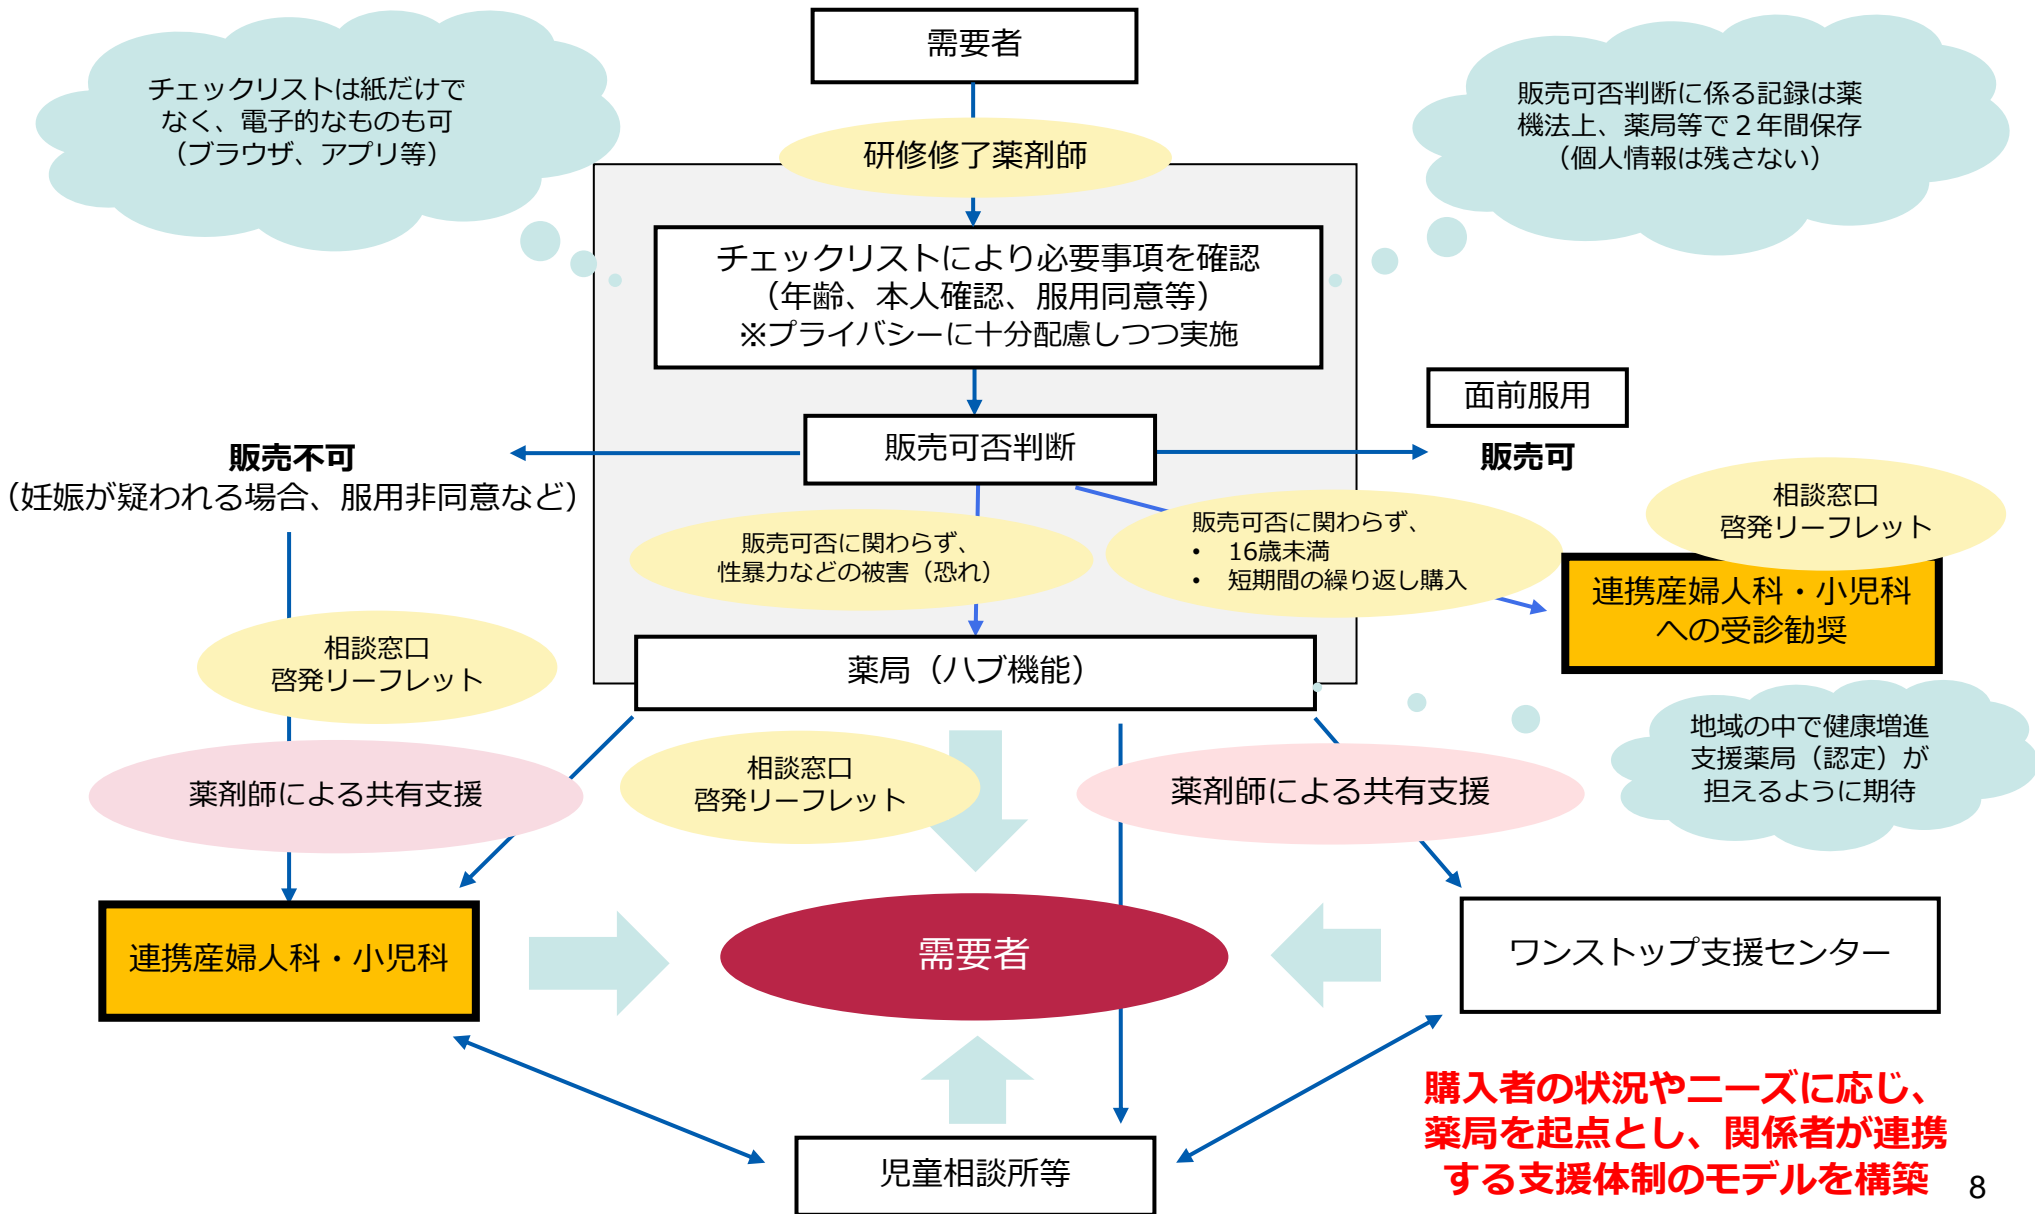 需要者
チェックリストは紙だけで
なく、電子的なものも可
（ブラウザ、アプリ等）
販売可否判断に係る記録は薬
機法上、薬局等で２年間保存
（個人情報は残さない）
研修修了薬剤師
チェックリストにより必要事項を確認
（年齢、本人確認、服用同意等）
※プライバシーに十分配慮しつつ実施
面前服用
販売可否判断
販売不可
（妊娠が疑われる場合、服用非同意など）
販売可
相談窓口
啓発リーフレット
販売可否に関わらず、
性暴力などの被害（恐れ）
販売可否に関わらず、
• 16歳未満
• 短期間の繰り返し購入
連携産婦人科・小児科
への受診勧奨
相談窓口
啓発リーフレット
薬局（ハブ機能）
地域の中で健康増進
支援薬局（認定）が
担えるように期待
薬剤師による共有支援
相談窓口
啓発リーフレット
薬剤師による共有支援
連携産婦人科・小児科
需要者
ワンストップ支援センター
児童相談所等
購入者の状況やニーズに応じ、
薬局を起点とし、関係者が連携
する支援体制のモデルを構築
8